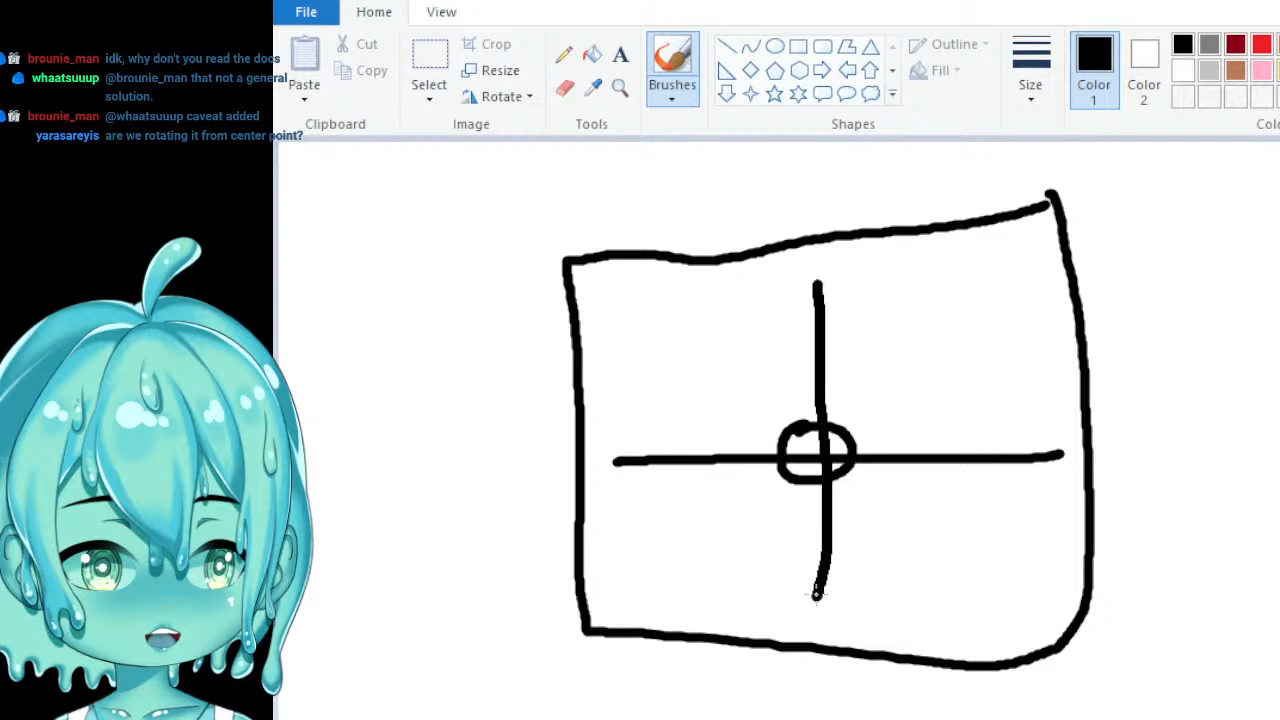 File Home View
Paste Cut Copy Clipboard
Select Crop Resize Rotate Image
Tools
Brushes
Shapes
Outline Fill
Size
Color 1
Color 2
brounie_man idk, why don't you read the docs
whaatsuuup @brounie_man that not a general
solution.
brounie_man @whaatsuuup caveat added
yarasareyis are we rotating it from center point?